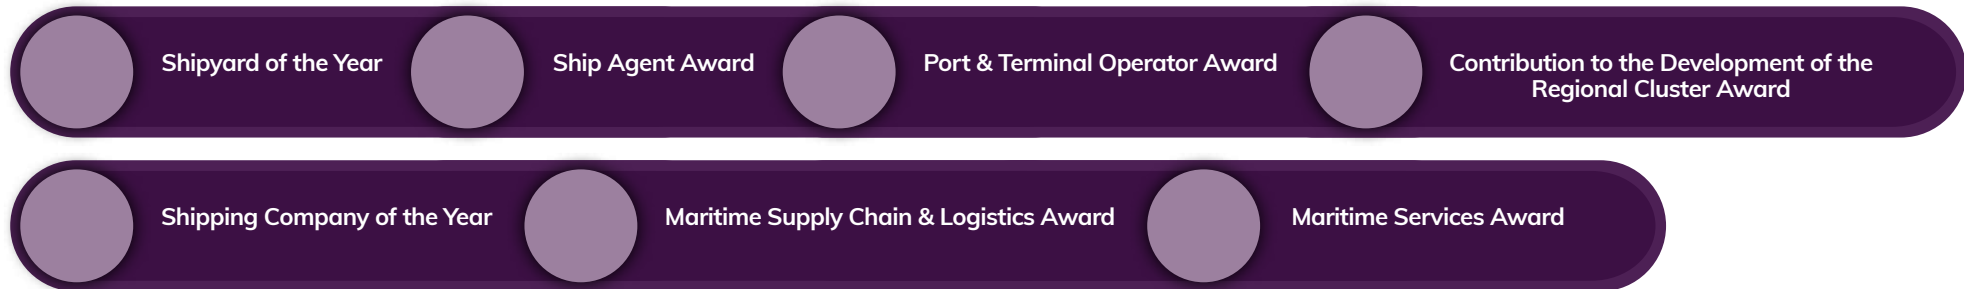 Shipyard of the Year
Ship Agent Award
Port & Terminal Operator Award
Contribution to the Development of the
Regional Cluster Award
Shipping Company of the Year
Maritime Supply Chain & Logistics Award
Maritime Services Award